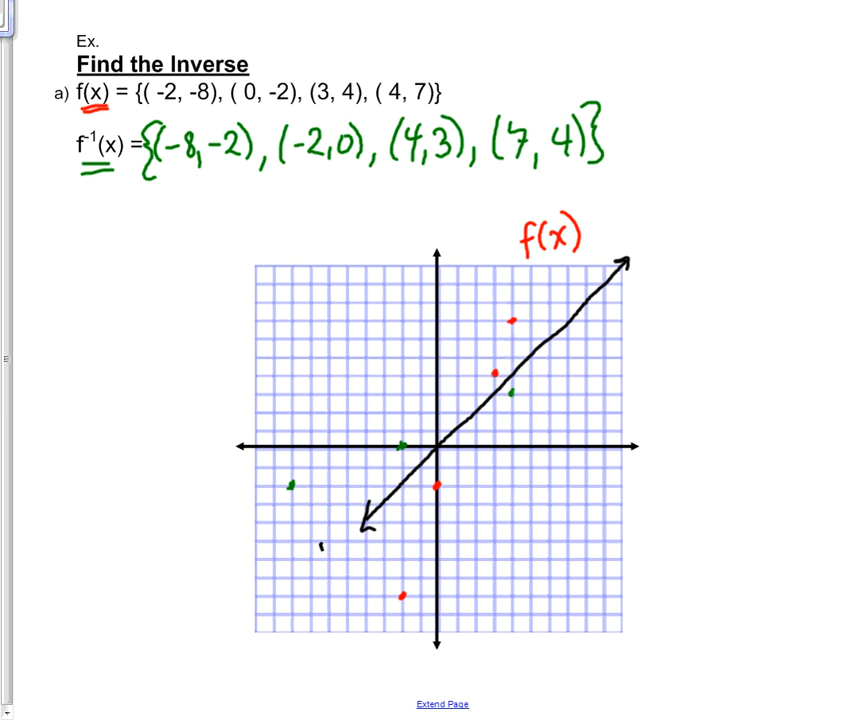 Ex.
Find the Inverse
a) f(x) = {( -2, -8), ( 0, -2), (3, 4), ( 4, 7)}
f⁻¹(x) ={(-8,-2), (-2,0), (4,3), (7, 4)}
f(x)
Extend Page